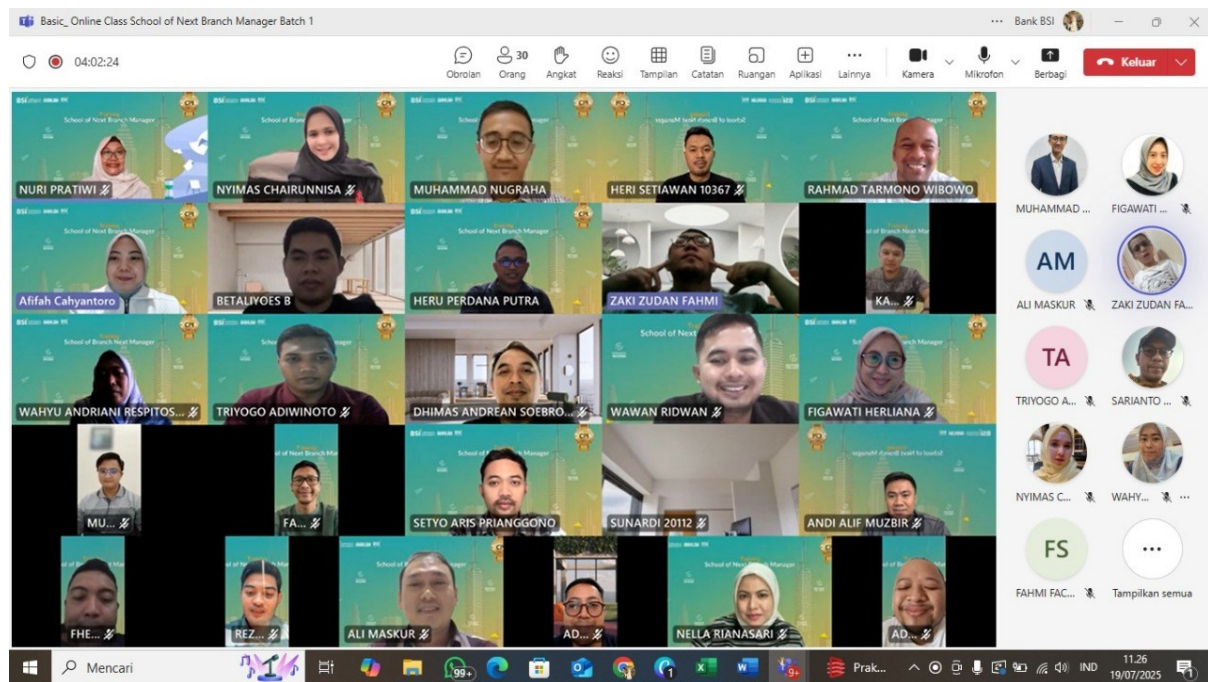 Basic_ Online Class School of Next Branch Manager Batch 1
Bank BSI
04:02:24
30
Obrolan Orang Angkat Reaksi Tampilan Catatan Ruangan Aplikasi Lainnya Kamera Mikrofon Berbagi Keluar
NURI PRATIWI
NYIMAS CHAIRUNNISA
MUHAMMAD NUGRAHA
HERI SETIAWAN 10367
RAHMAD TARMONO WIBOWO
Afifah Cahyantoro
BETALIYOES B
HERU PERDANA PUTRA
ZAKI ZUDAN FAHMI
KA...
WAHYU ANDRIANI RESPITOS...
TRIYOGO ADIWINOTO
DHIMAS ANDREAN SOEBRO...
WAWAN RIDWAN
FIGAWATI HERLIANA
MU...
FA...
SETYO ARIS PRIANGGONO
SUNARDI 20112
ANDI ALIF MUZBIR
FHE...
REZ...
ALI MASKUR
AD...
NELLA RIANASARI
AD...
MUHAMMAD ...
FIGAWATI ...
AM
ALI MASKUR
ZAKI ZUDAN FA...
TA
TRIYOGO A...
SARIANTO ...
NYIMAS C...
WAHY...
FS
FAHMI FAC...
Tampilkan semua
Mencari
99+
9+
Prak...
IND
11.26
19/07/2025